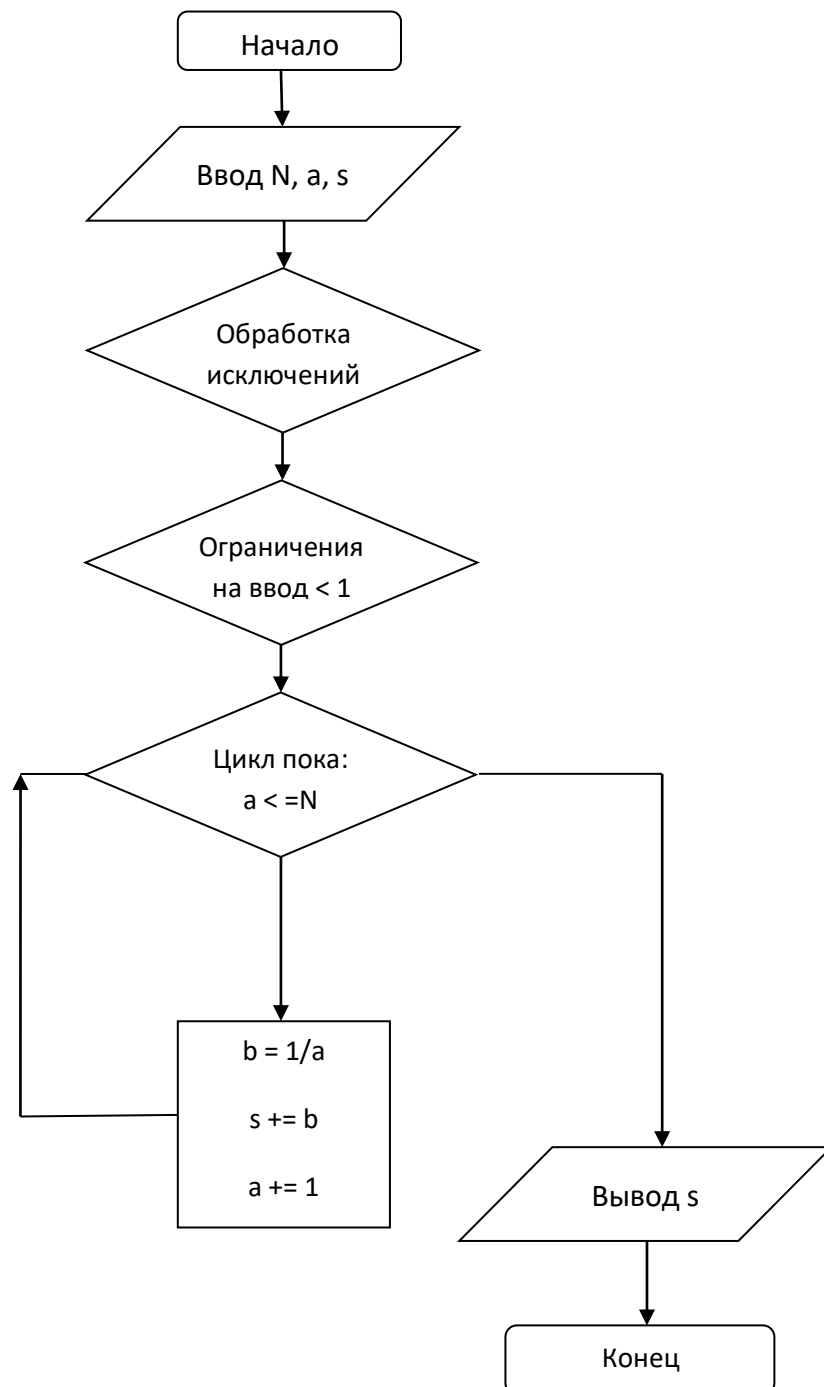 Начало
Ввод N, a, s
Обработка
исключений
Ограничения
на ввод < 1
Цикл пока:
a < =N
b = 1/a
s += b
a += 1
Вывод s
Конец